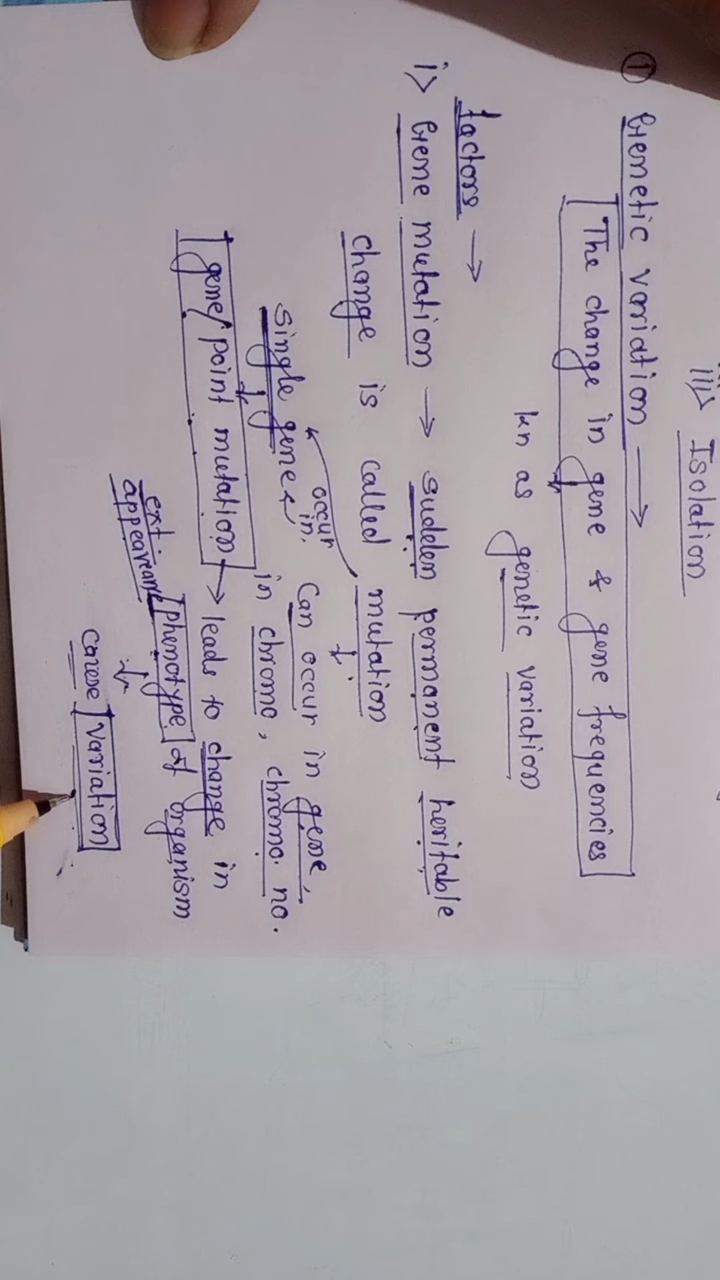 iii> Isolation
① Genetic variation →
The change in gene & gene frequencies
kn as genetic variation
factors →
i> Gene mutation → sudden permanent heritable
change is called mutation
occur in
single gene
can occur in gene,
in chromo, chromo. no.
gene/point mutation → leads to change in
phenotype of organism
ext. appearance
cause variation